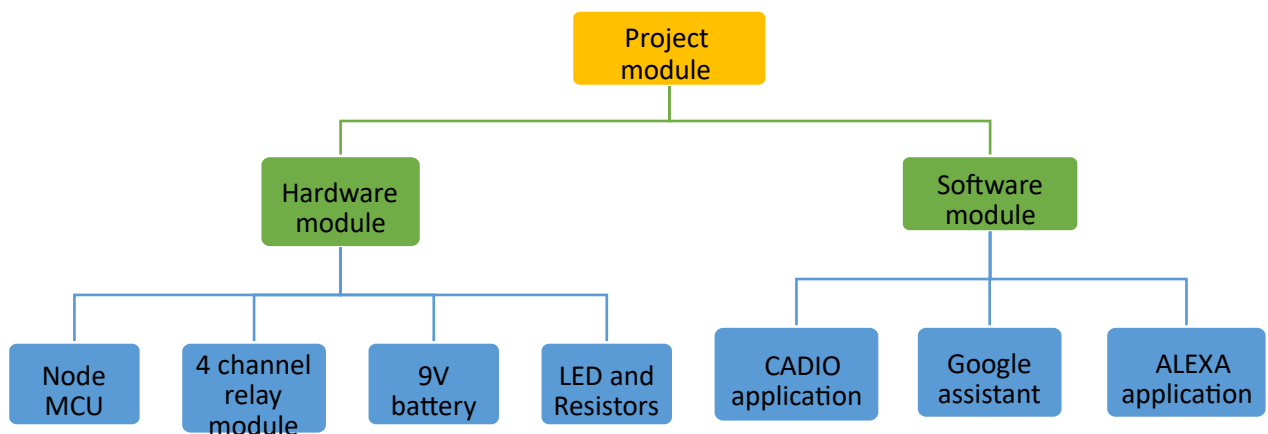 Project
module
Hardware
module
Software
module
Node
MCU
4 channel
relay
module
9V
battery
LED and
Resistors
CADIO
application
Google
assistant
ALEXA
application